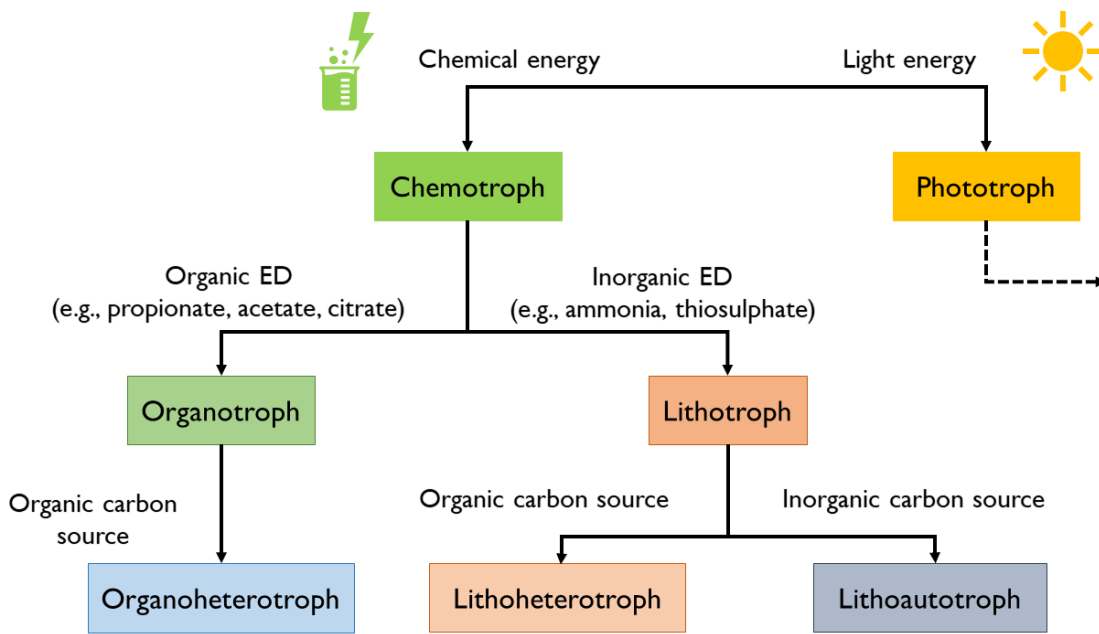 Chemical energy
Light energy
Chemotroph
Phototroph
Organic ED
(e.g., propionate, acetate, citrate)
Inorganic ED
(e.g., ammonia, thiosulphate)
Organotroph
Lithotroph
Organic carbon
source
Organic carbon source
Inorganic carbon source
Organoheterotroph
Lithoheterotroph
Lithoautotroph